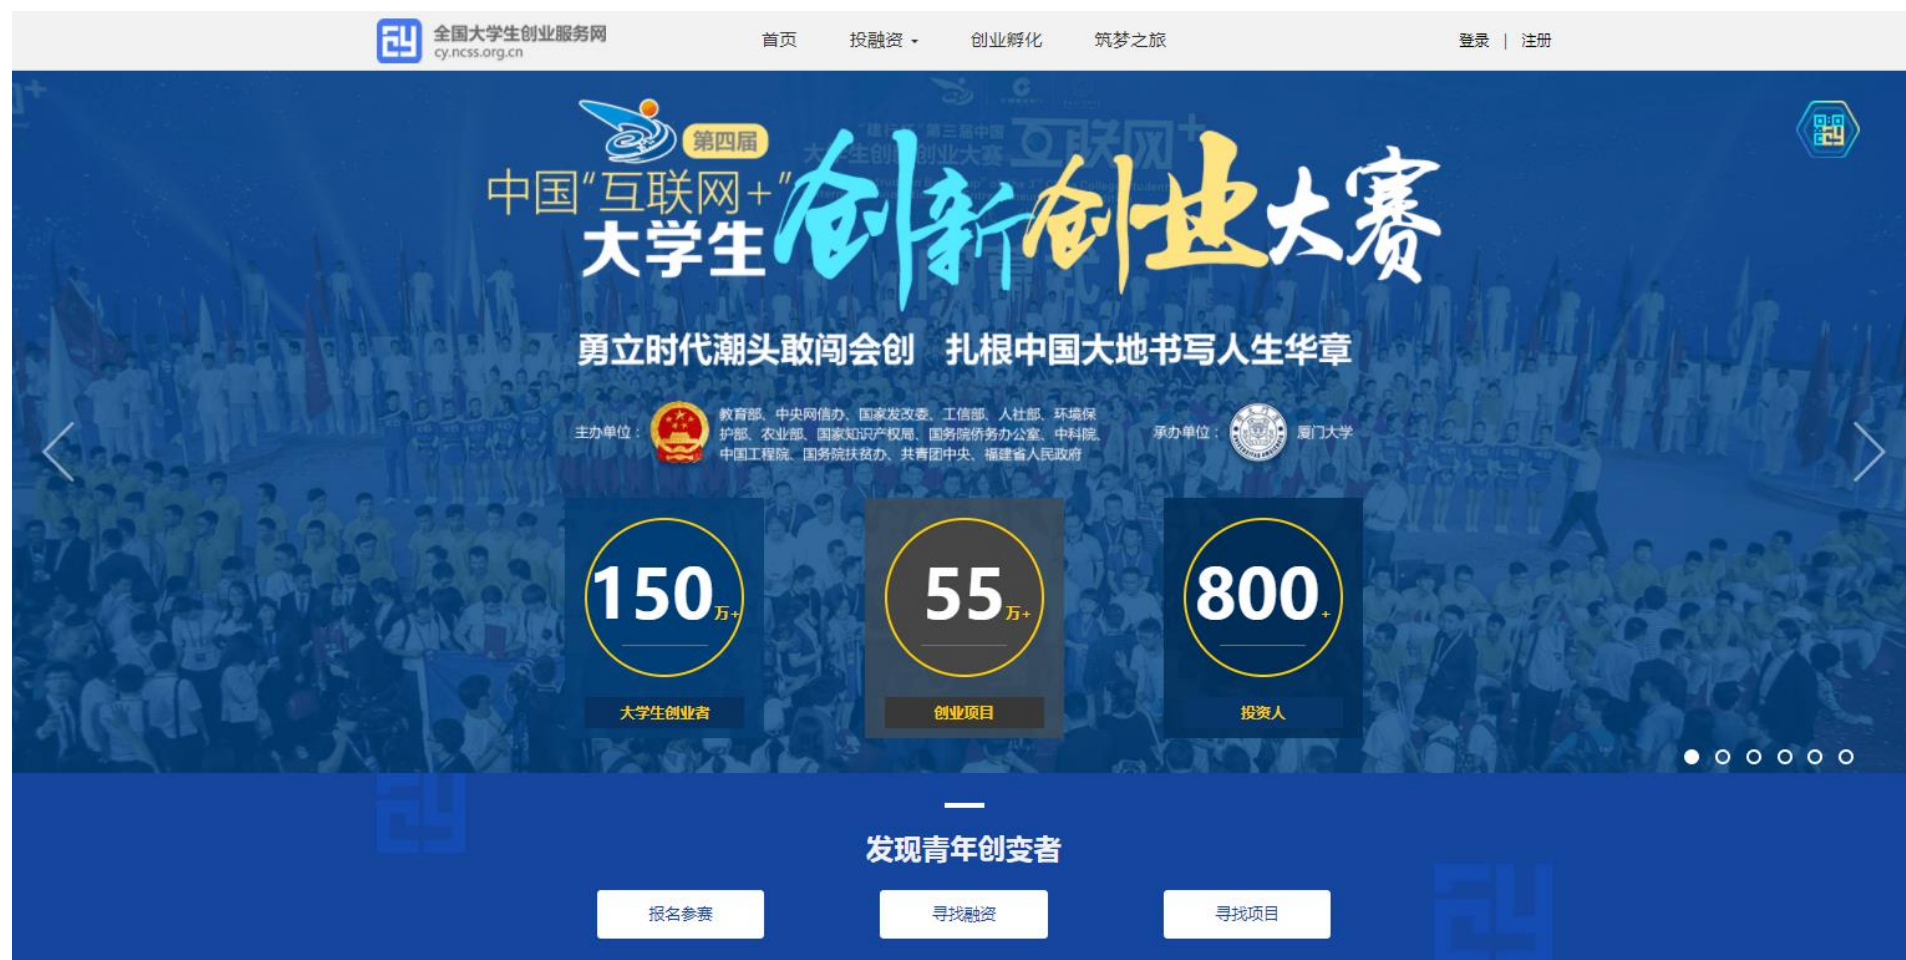 全国大学生创业服务网
cy.ncss.org.cn
首页
投融资
创业孵化
筑梦之旅
登录 | 注册
第四届
中国“互联网+”
大学生
创新创业大赛
勇立时代潮头敢闯会创 扎根中国大地书写人生华章
主办单位：
教育部、中央网信办、国家发改委、工信部、人社部、环境保
护部、农业部、国家知识产权局、国务院侨务办公室、中科院、
中国工程院、国务院扶贫办、共青团中央、福建省人民政府
承办单位：
厦门大学
150万+
大学生创业者
55万+
创业项目
800+
投资人
发现青年创变者
报名参赛
寻找融资
寻找项目